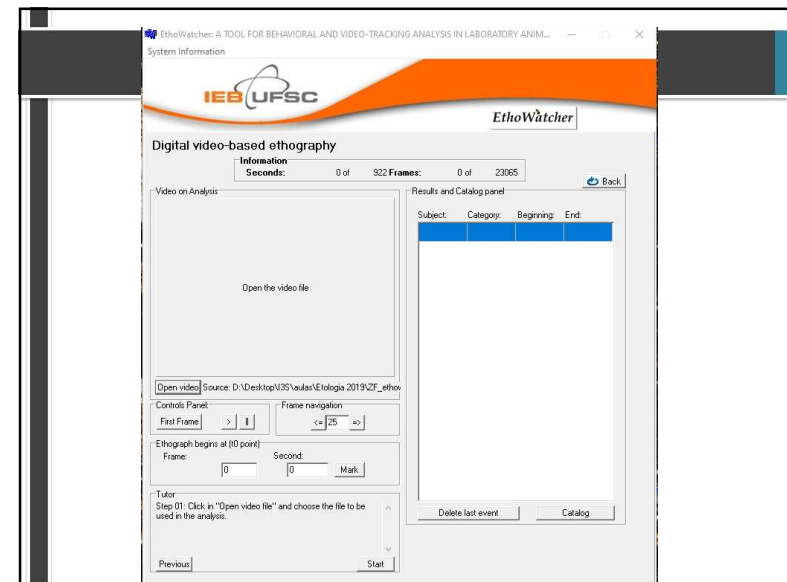 EthoWatcher: A TOOL FOR BEHAVIORAL AND VIDEO-TRACKING ANALYSIS IN LABORATORY ANIM...
System Information
IEB UFSC
EthoWatcher
Digital video-based ethography
Information
Seconds: 0 of 922 Frames: 0 of 23065
Back
Video on Analysis
Open the video file
Open video Source: D:\Desktop\I3S\aulas\Etologia 2019\ZF_ethow
Controls Panel:
First Frame > ||
Frame navigation
<= 25 =>
Ethograph begins at (t0 point)
Frame: Second:
0 0 Mark
Tutor
Step 01: Click in "Open video file" and choose the file to be
used in the analysis.
Previous Start
Results and Catalog panel
Subject: Category: Beginning: End:
Delete last event Catalog